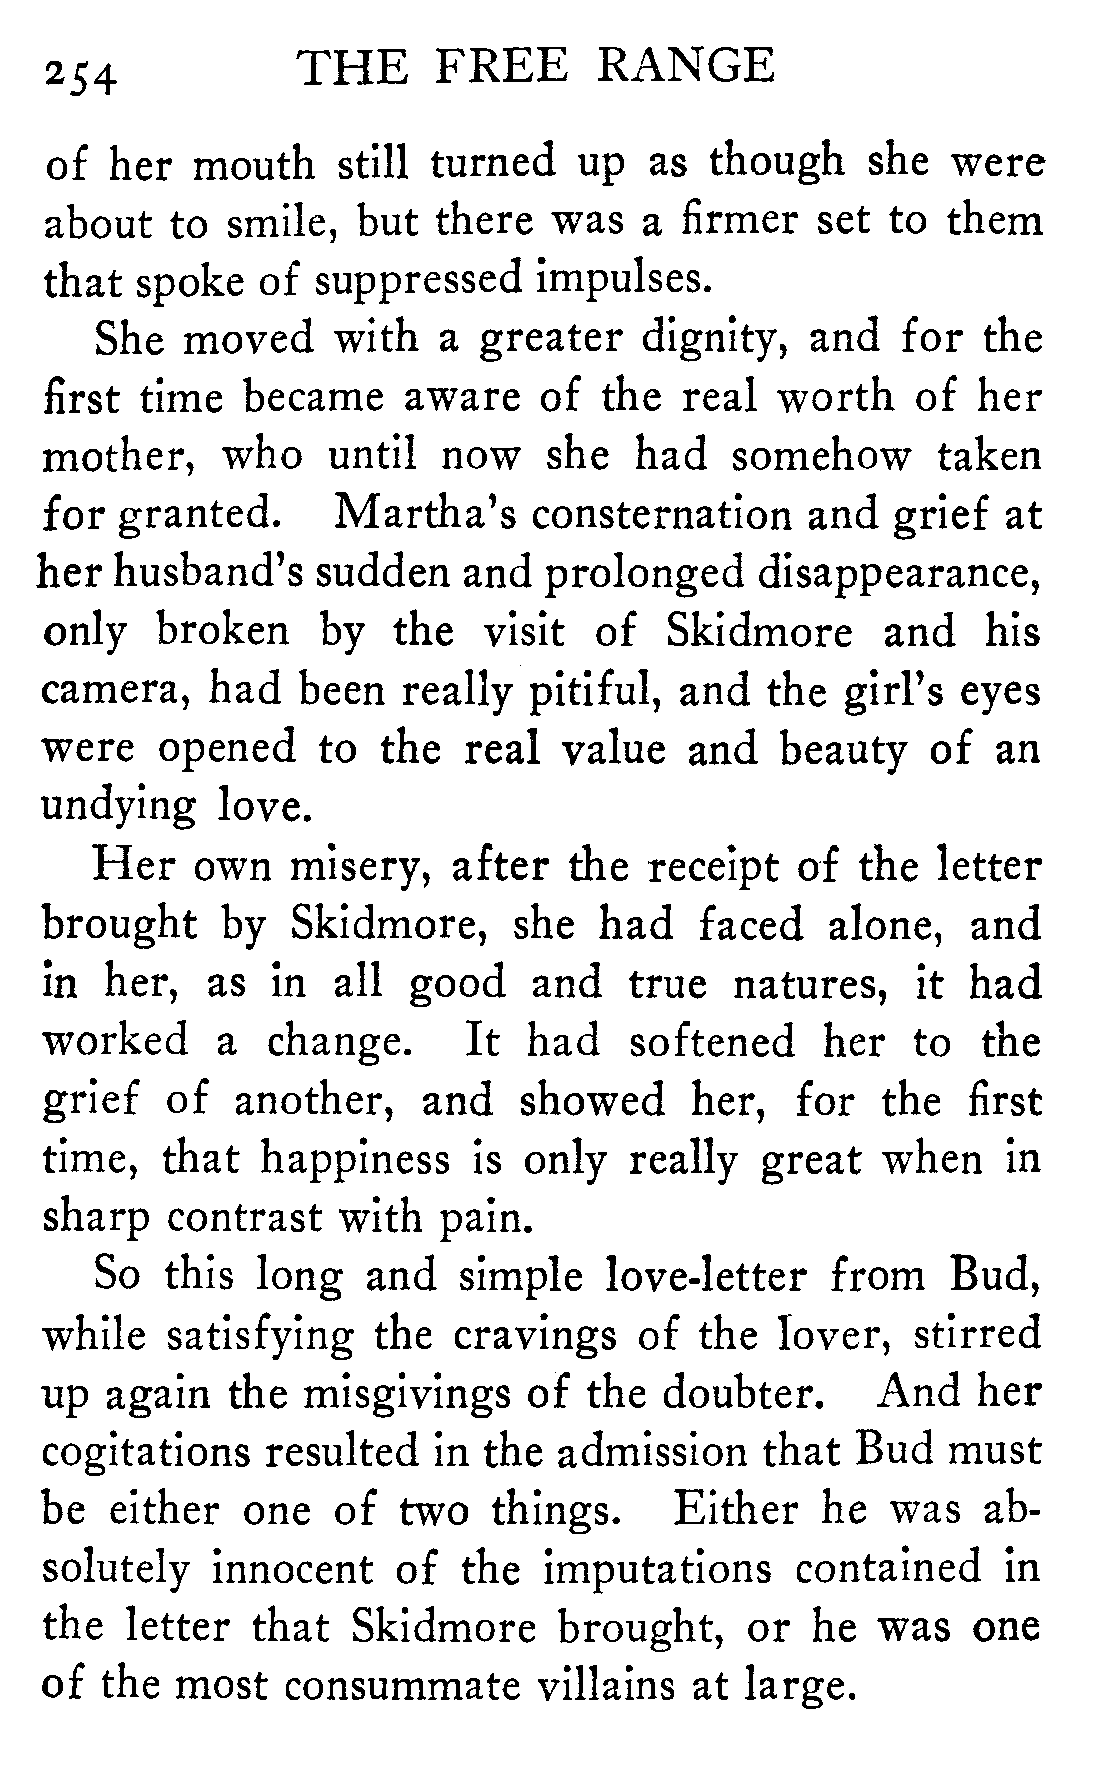 254 THE FREE RANGE
of her mouth still turned up as though she were
about to smile, but there was a firmer set to them
that spoke of suppressed impulses.
She moved with a greater dignity, and for the
first time became aware of the real worth of her
mother, who until now she had somehow taken
for granted. Martha's consternation and grief at
her husband's sudden and prolonged disappearance,
only broken by the visit of Skidmore and his
camera, had been really pitiful, and the girl's eyes
were opened to the real value and beauty of an
undying love.
Her own misery, after the receipt of the letter
brought by Skidmore, she had faced alone, and
in her, as in all good and true natures, it had
worked a change. It had softened her to the
grief of another, and showed her, for the first
time, that happiness is only really great when in
sharp contrast with pain.
So this long and simple love-letter from Bud,
while satisfying the cravings of the lover, stirred
up again the misgivings of the doubter. And her
cogitations resulted in the admission that Bud must
be either one of two things. Either he was ab-
solutely innocent of the imputations contained in
the letter that Skidmore brought, or he was one
of the most consummate villains at large.